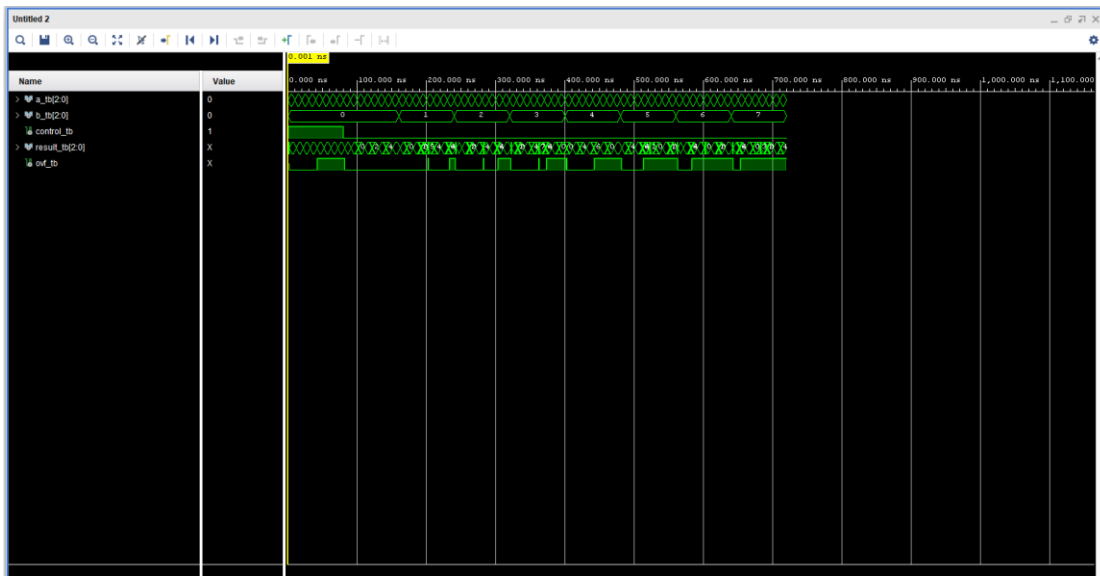 Untitled 2
0.001 ns
Name Value
0.000 ns 100.000 ns 200.000 ns 300.000 ns 400.000 ns 500.000 ns 600.000 ns 700.000 ns 800.000 ns 900.000 ns 1,000.000 ns 1,100.000
a_tb[2:0] 0
b_tb[2:0] 0 0 1 2 3 4 5 6 7
control_tb 1
result_tb[2:0] X
ovf_tb X